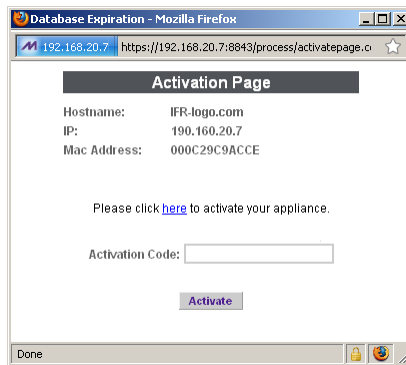 Database Expiration - Mozilla Firefox
192.168.20.7 https://192.168.20.7:8843/process/activatepage.c
Activation Page
Hostname: IFR-logo.com
IP: 190.160.20.7
Mac Address: 000C29C9ACCE
Please click here to activate your appliance.
Activation Code:
Activate
Done